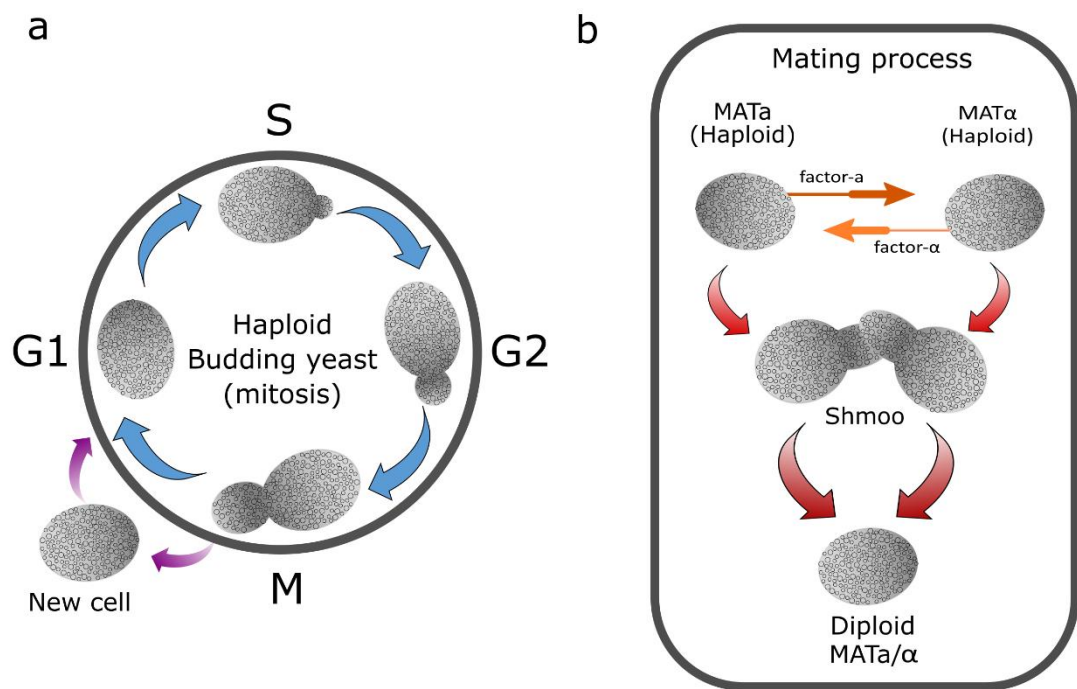 a
S
G1
Haploid
Budding yeast
(mitosis)
G2
M
New cell
b
Mating process
MATa
(Haploid)
MATα
(Haploid)
factor-a
factor-α
Shmoo
Diploid
MATa/α